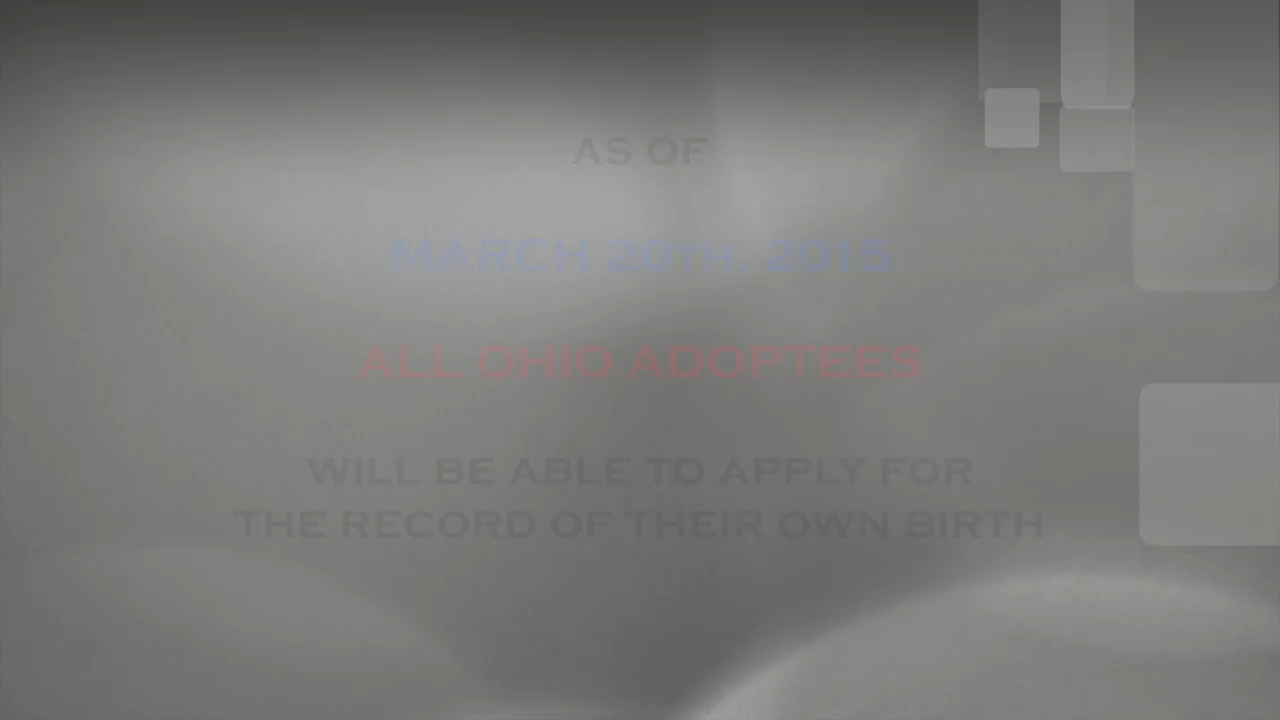 AS OF
MARCH 20TH, 2015
ALL OHIO ADOPTEES
WILL BE ABLE TO APPLY FOR
THE RECORD OF THEIR OWN BIRTH